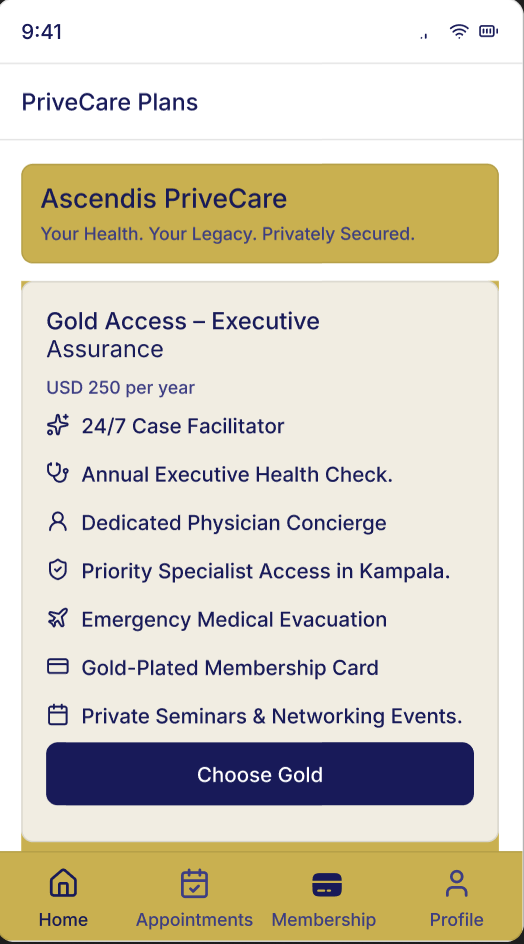 9:41
PriveCare Plans
Ascendis PriveCare
Your Health. Your Legacy. Privately Secured.
Gold Access – Executive
Assurance
USD 250 per year
24/7 Case Facilitator
Annual Executive Health Check.
Dedicated Physician Concierge
Priority Specialist Access in Kampala.
Emergency Medical Evacuation
Gold-Plated Membership Card
Private Seminars & Networking Events.
Choose Gold
Home Appointments Membership Profile